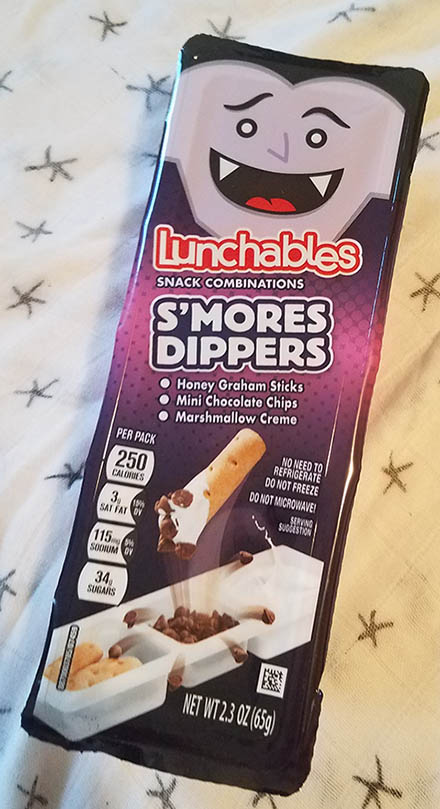 Lunchables
SNACK COMBINATIONS
S'MORES
DIPPERS
Honey Graham Sticks
Mini Chocolate Chips
Marshmallow Creme
PER PACK
250
CALORIES
3g
SAT FAT
15%
DV
115mg
SODIUM
5%
DV
34g
SUGARS
NO NEED TO
REFRIGERATE
DO NOT FREEZE
DO NOT MICROWAVE!
SERVING
SUGGESTION
NET WT 2.3 OZ (65g)